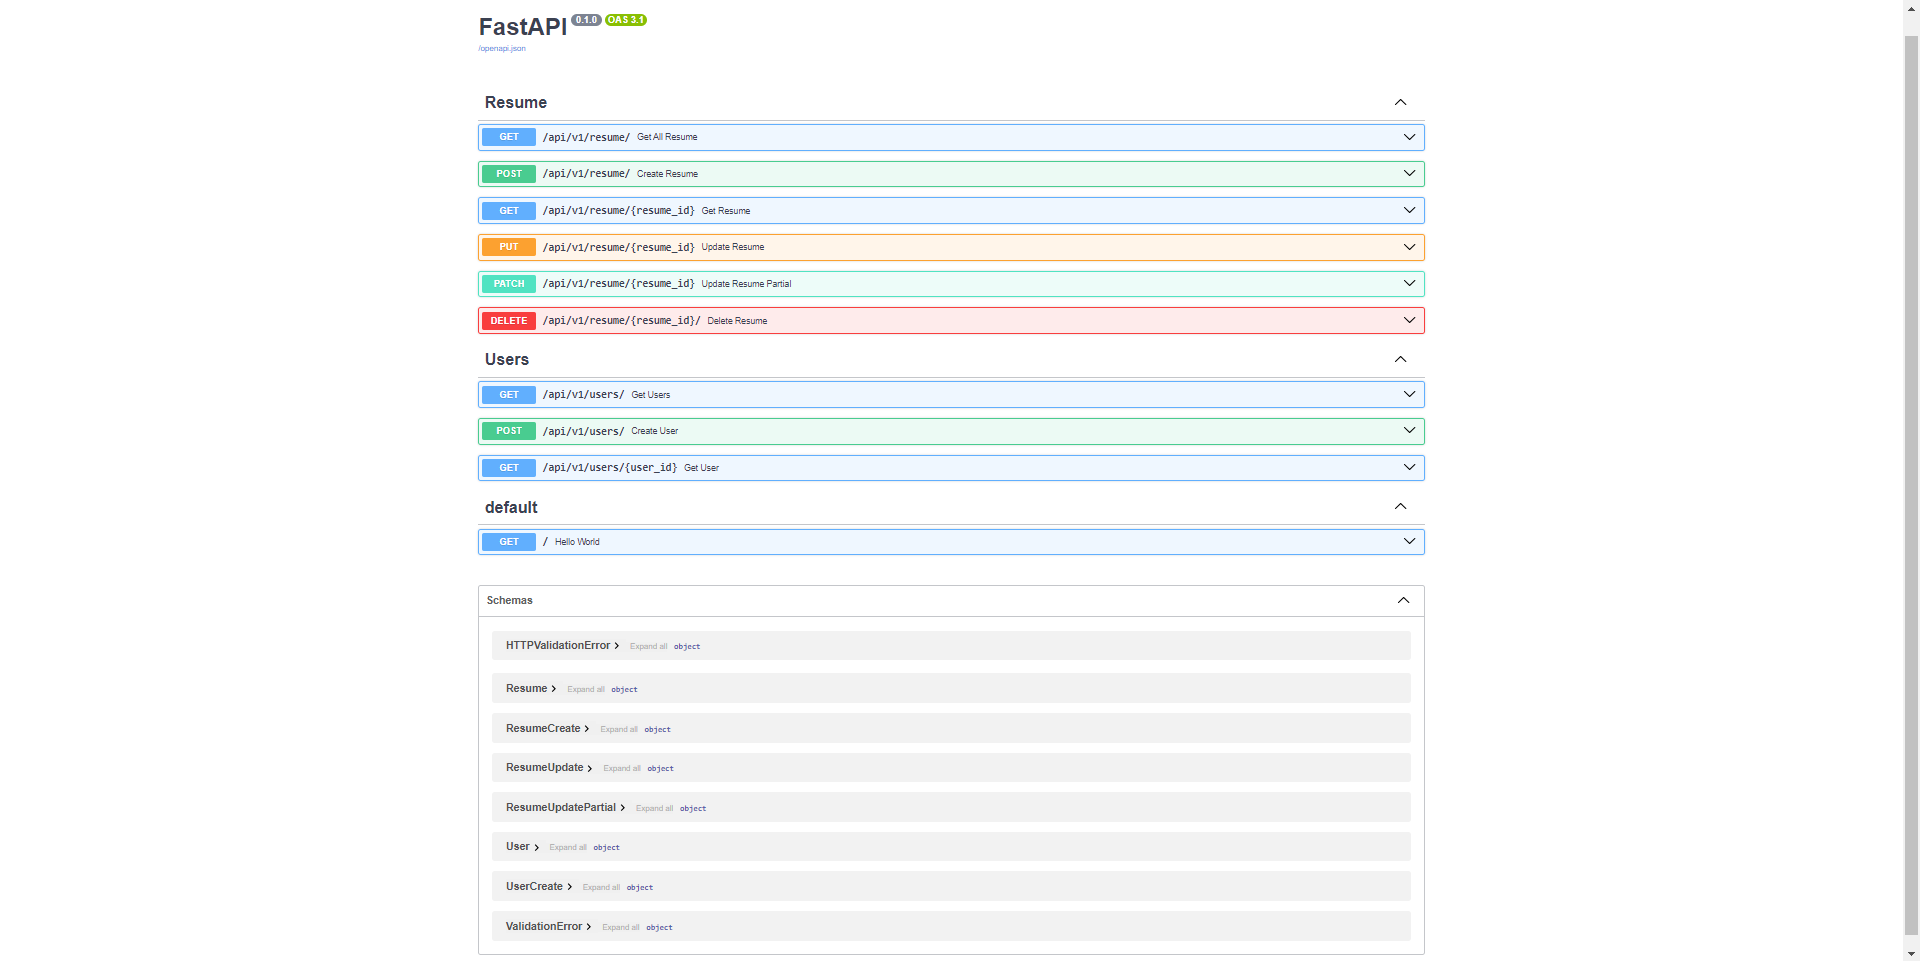 FastAPI 0.1.0 OAS 3.1
/openapi.json
Resume
GET /api/v1/resume/ Get All Resume
POST /api/v1/resume/ Create Resume
GET /api/v1/resume/{resume_id} Get Resume
PUT /api/v1/resume/{resume_id} Update Resume
PATCH /api/v1/resume/{resume_id} Update Resume Partial
DELETE /api/v1/resume/{resume_id}/ Delete Resume
Users
GET /api/v1/users/ Get Users
POST /api/v1/users/ Create User
GET /api/v1/users/{user_id} Get User
default
GET / Hello World
Schemas
HTTPValidationError Expand all object
Resume Expand all object
ResumeCreate Expand all object
ResumeUpdate Expand all object
ResumeUpdatePartial Expand all object
User Expand all object
UserCreate Expand all object
ValidationError Expand all object